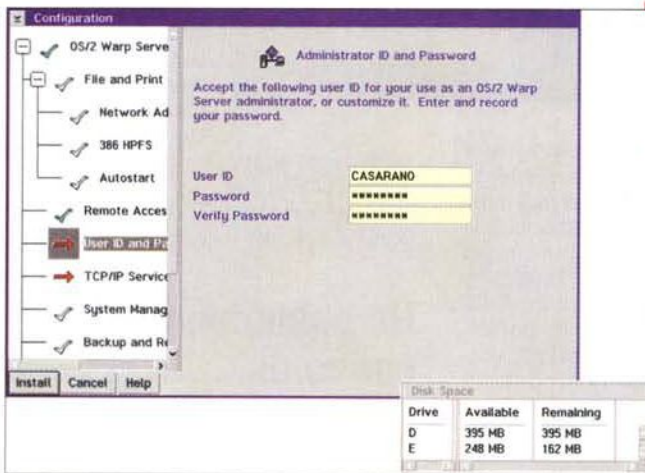 Configuration
OS/2 Warp Serve
File and Print
Network Ad
386 HPFS
Autostart
Remote Acces
User ID and Pa
TCP/IP Service
System Manag
Backup and Re
Install Cancel Help
Administrator ID and Password
Accept the following user ID for your use as an OS/2 Warp
Server administrator, or customize it. Enter and record
your password.
User ID CASARANO
Password ********
Verify Password ********
Disk Space
Drive Available Remaining
D 395 MB 395 MB
E 248 MB 162 MB